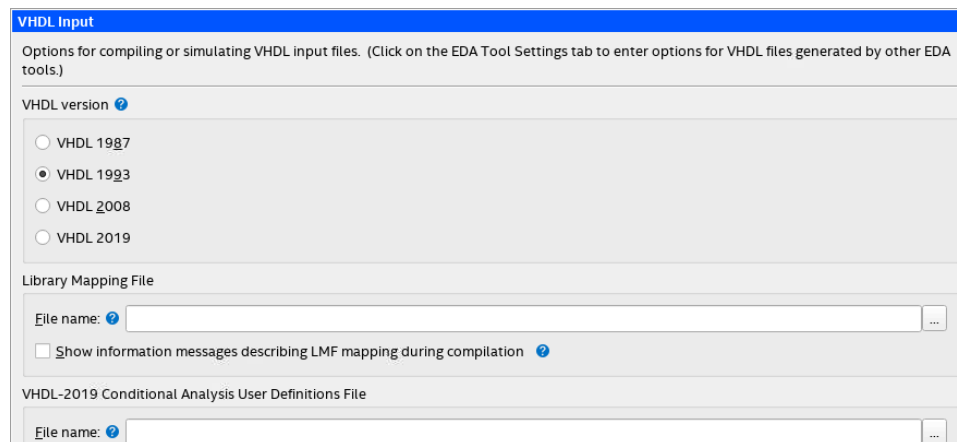 VHDL Input
Options for compiling or simulating VHDL input files. (Click on the EDA Tool Settings tab to enter options for VHDL files generated by other EDA
tools.)
VHDL version ?
VHDL 1987
VHDL 1993
VHDL 2008
VHDL 2019
Library Mapping File
File name: ? ...
Show information messages describing LMF mapping during compilation ?
VHDL-2019 Conditional Analysis User Definitions File
File name: ? ...